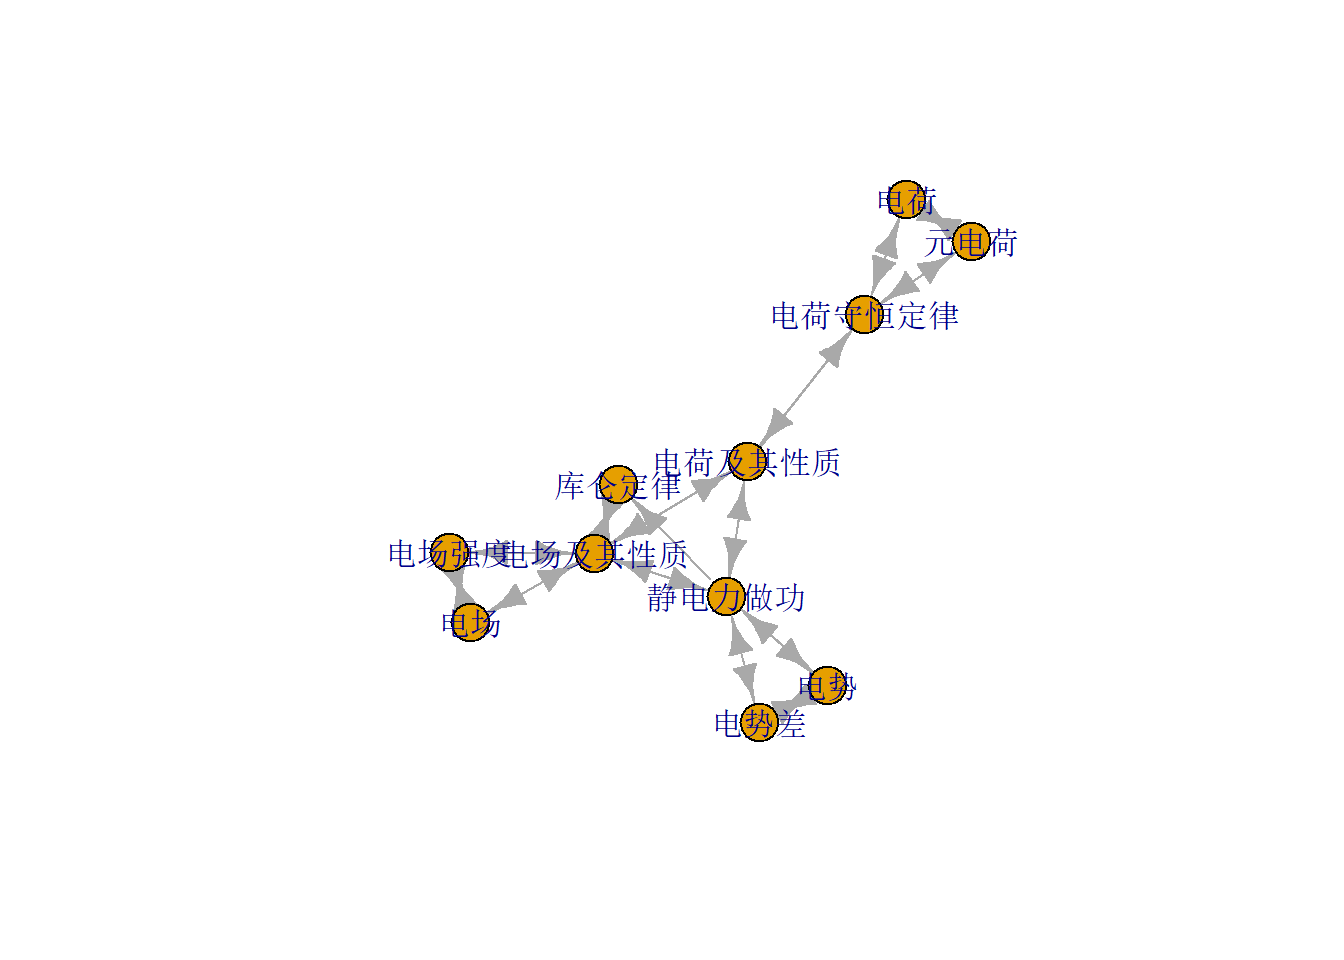 电荷
元电荷
电荷守恒定律
电荷及其性质
库仑定律
电场强度
电场及其性质
静电力做功
电场
电势
电势差